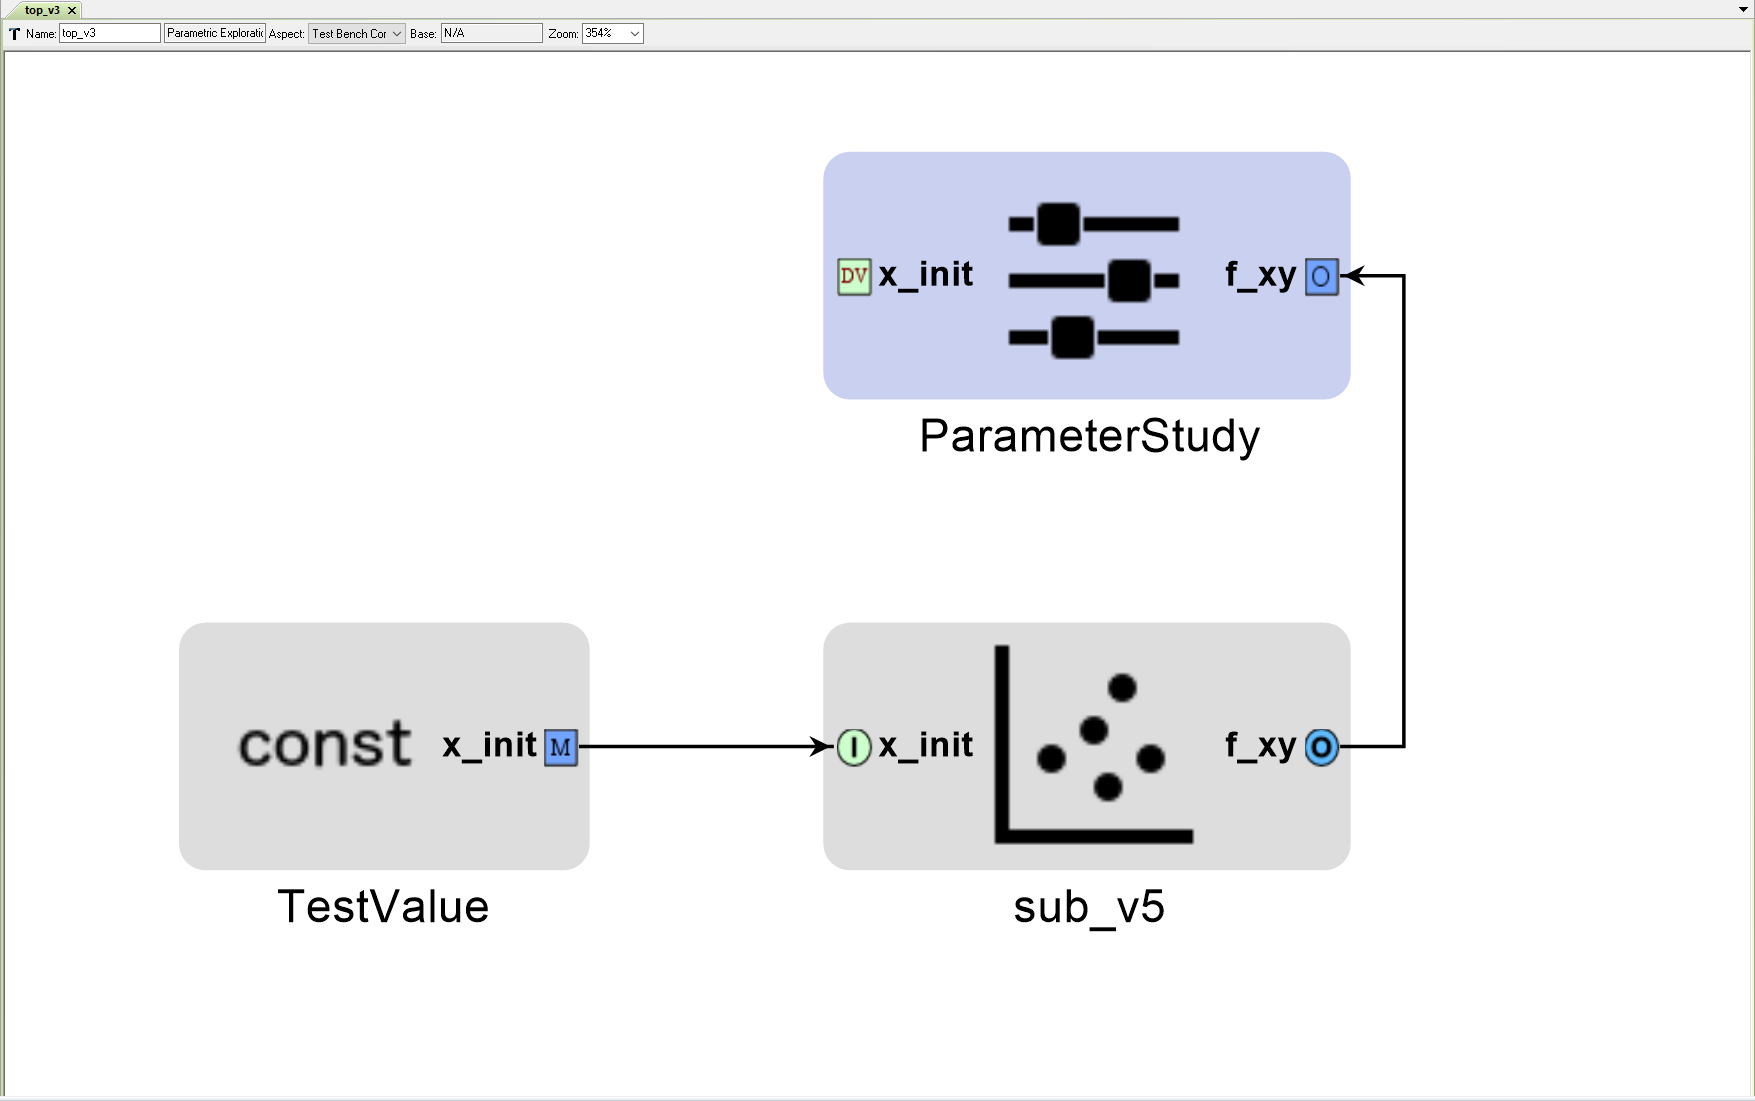 top_v3
Name: top_v3 Parametric Exploratic Aspect: Test Bench Cor Base: N/A Zoom: 354%
DV x_init f_xy O
ParameterStudy
const x_init M I x_init f_xy O
TestValue sub_v5